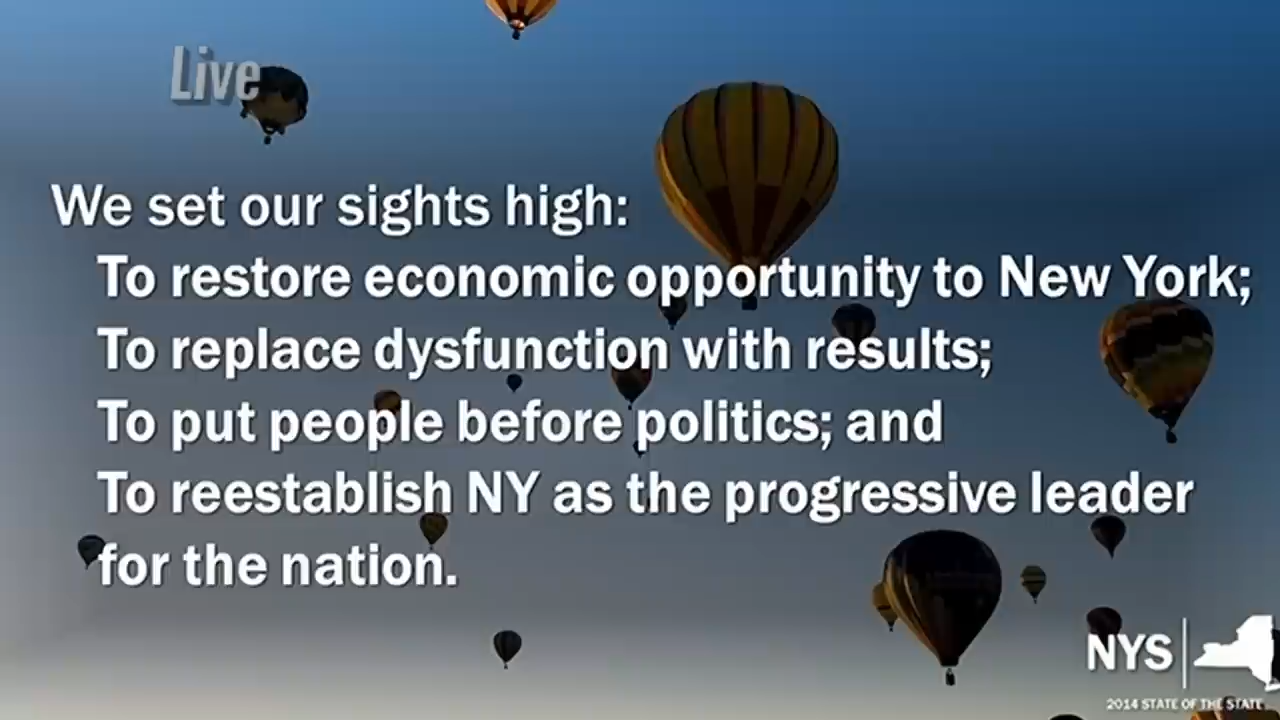 Live
We set our sights high:
To restore economic opportunity to New York;
To replace dysfunction with results;
To put people before politics; and
To reestablish NY as the progressive leader
for the nation.
NYS
2014 STATE OF THE STATE